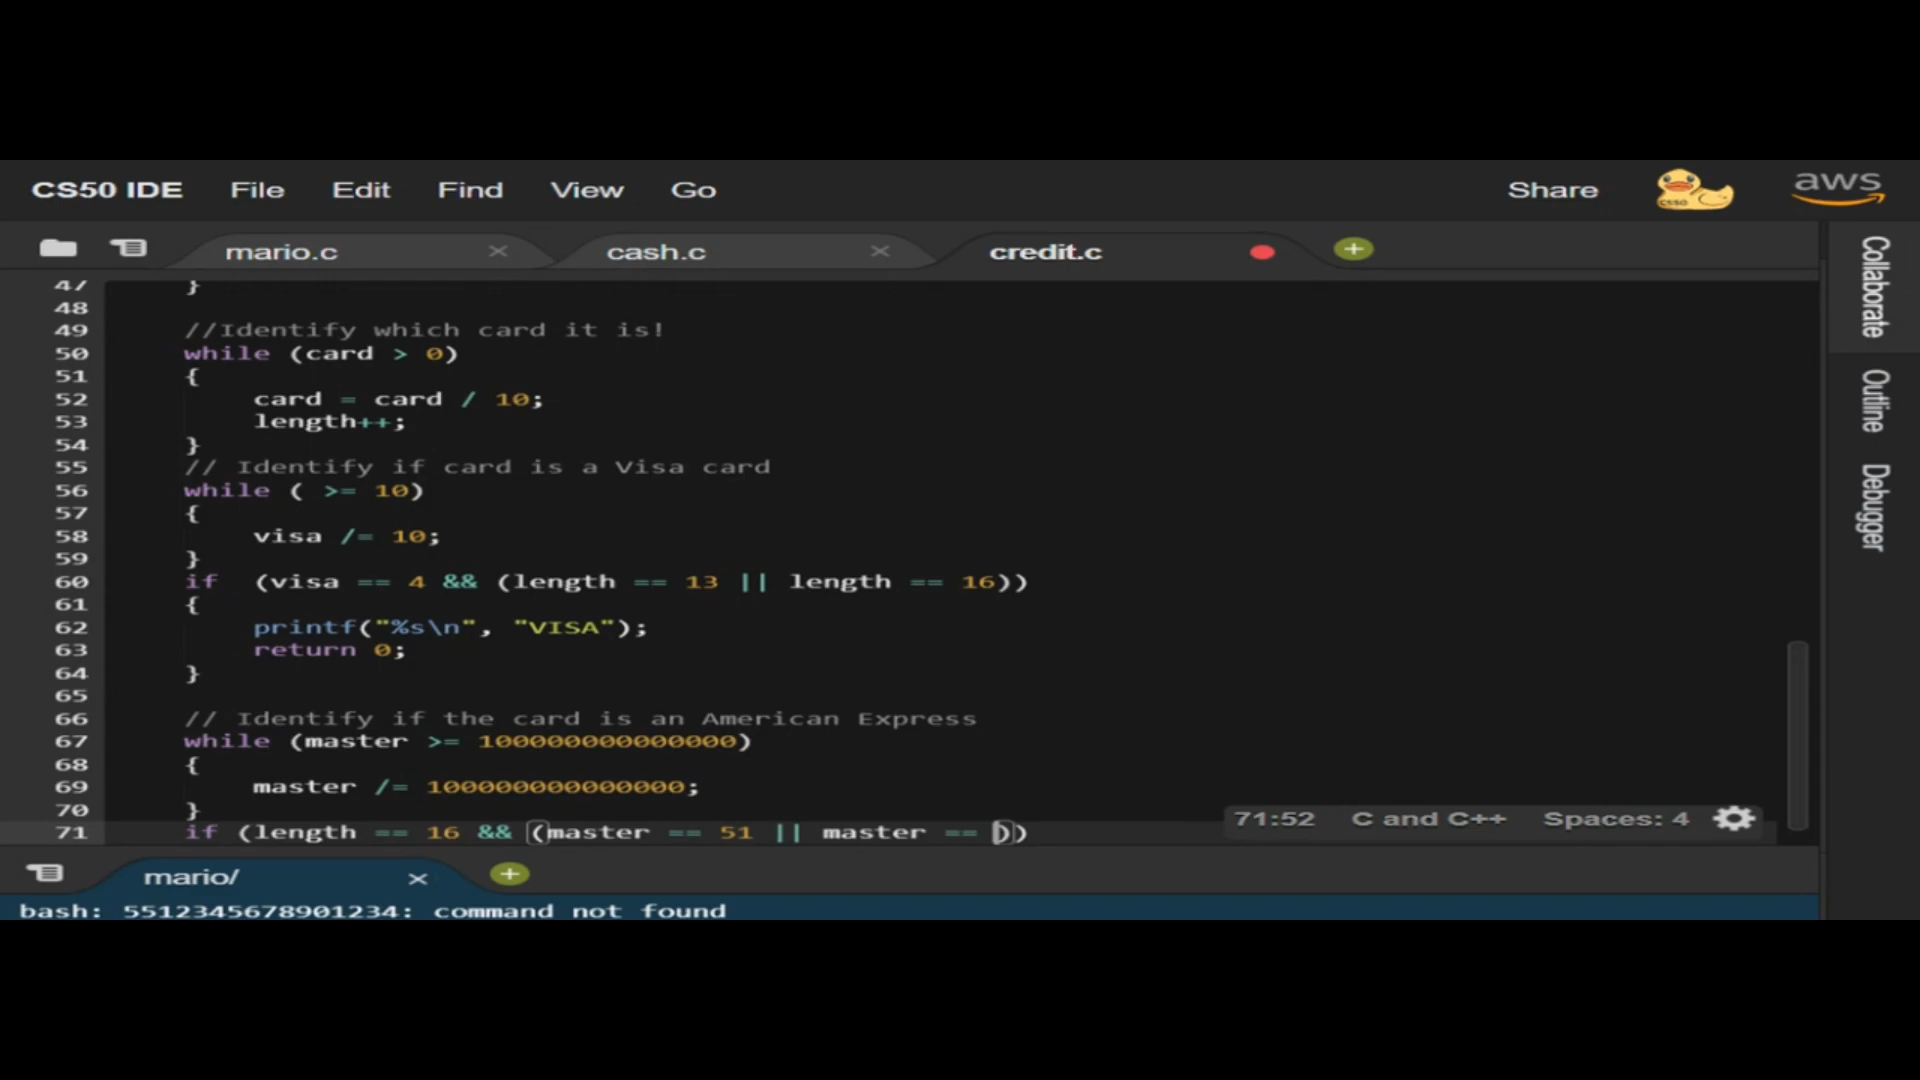 CS50 IDE File Edit Find View Go Share CS50 aws
mario.c cash.c credit.c
47 }
48
49 //Identify which card it is!
50 while (card > 0)
51 {
52 card = card / 10;
53 length++;
54 }
55 // Identify if card is a Visa card
56 while ( >= 10)
57 {
58 visa /= 10;
59 }
60 if (visa == 4 && (length == 13 || length == 16))
61 {
62 printf("%s\n", "VISA");
63 return 0;
64 }
65
66 // Identify if the card is an American Express
67 while (master >= 100000000000000)
68 {
69 master /= 100000000000000;
70 }
71 if (length == 16 && (master == 51 || master == ))
71:52 C and C++ Spaces: 4
mario/
bash: 5512345678901234: command not found
Collaborate
Outline
Debugger